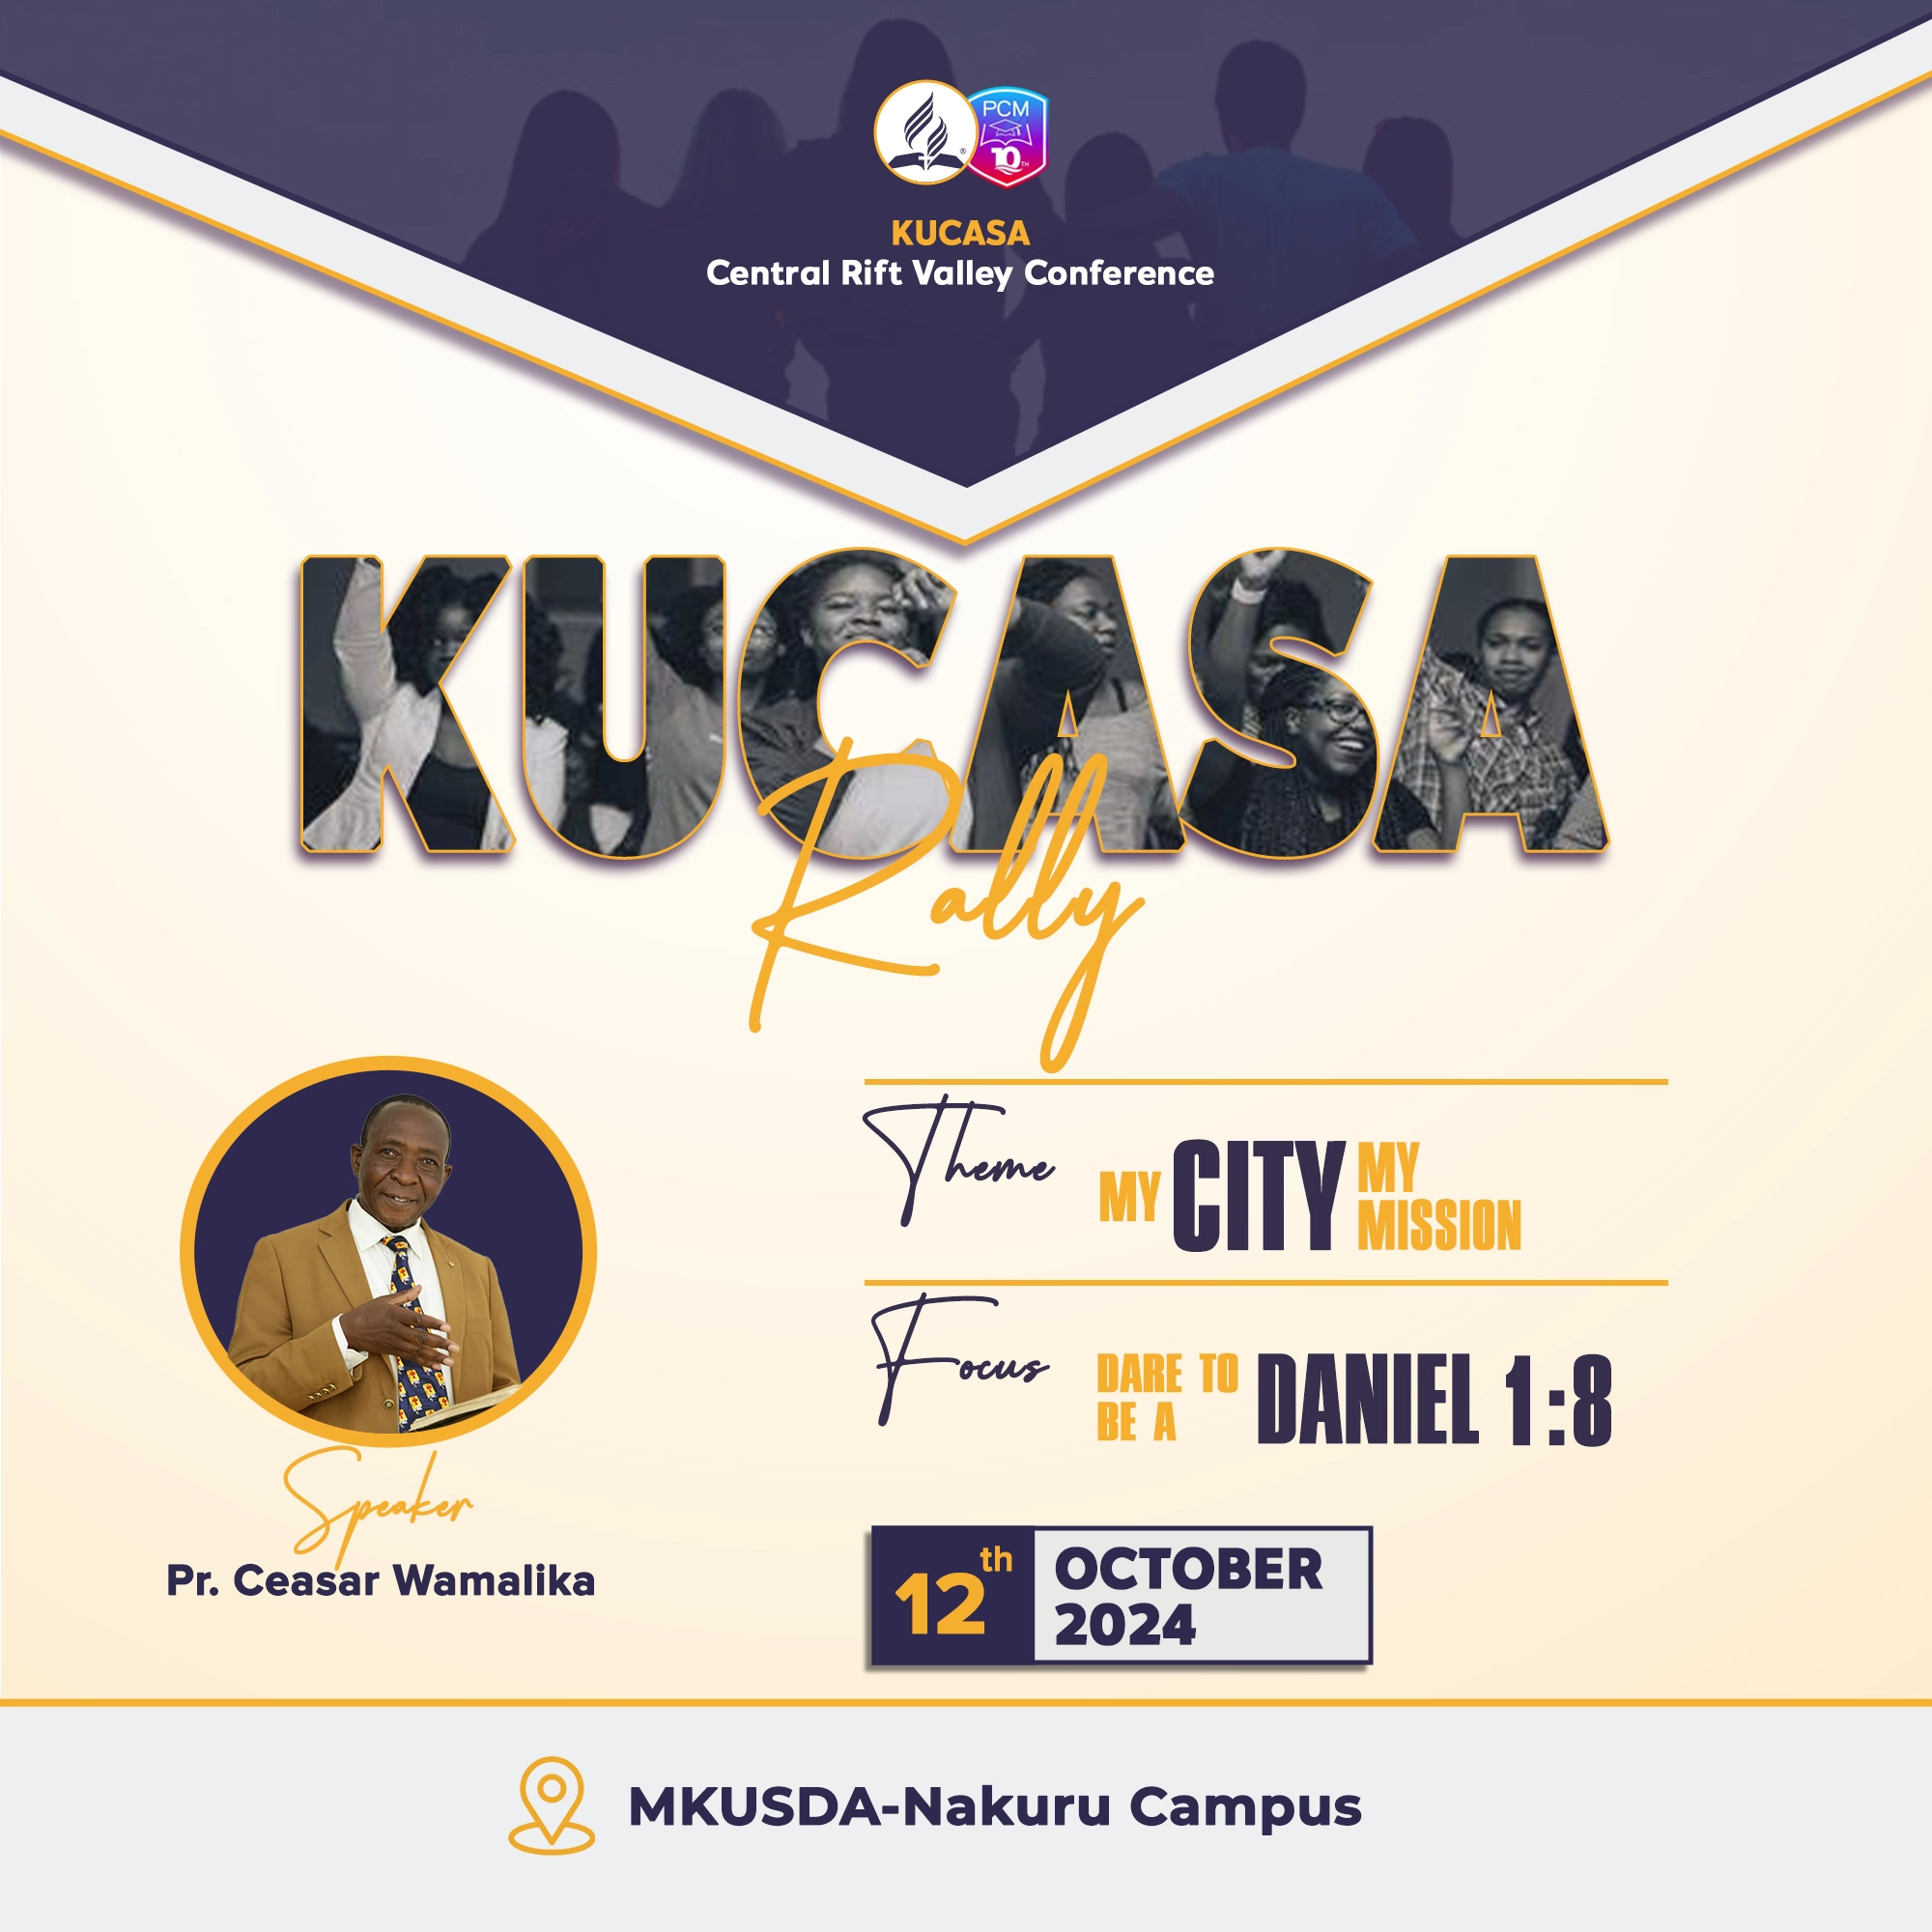 PCM
10TH
®
KUCASA
Central Rift Valley Conference
KUCASA
Rally
Theme
MY CITY MY
MISSION
Focus
DARE TO
BE A
DANIEL 1:8
Speaker
Pr. Ceasar Wamalika
12th
OCTOBER
2024
MKUSDA-Nakuru Campus